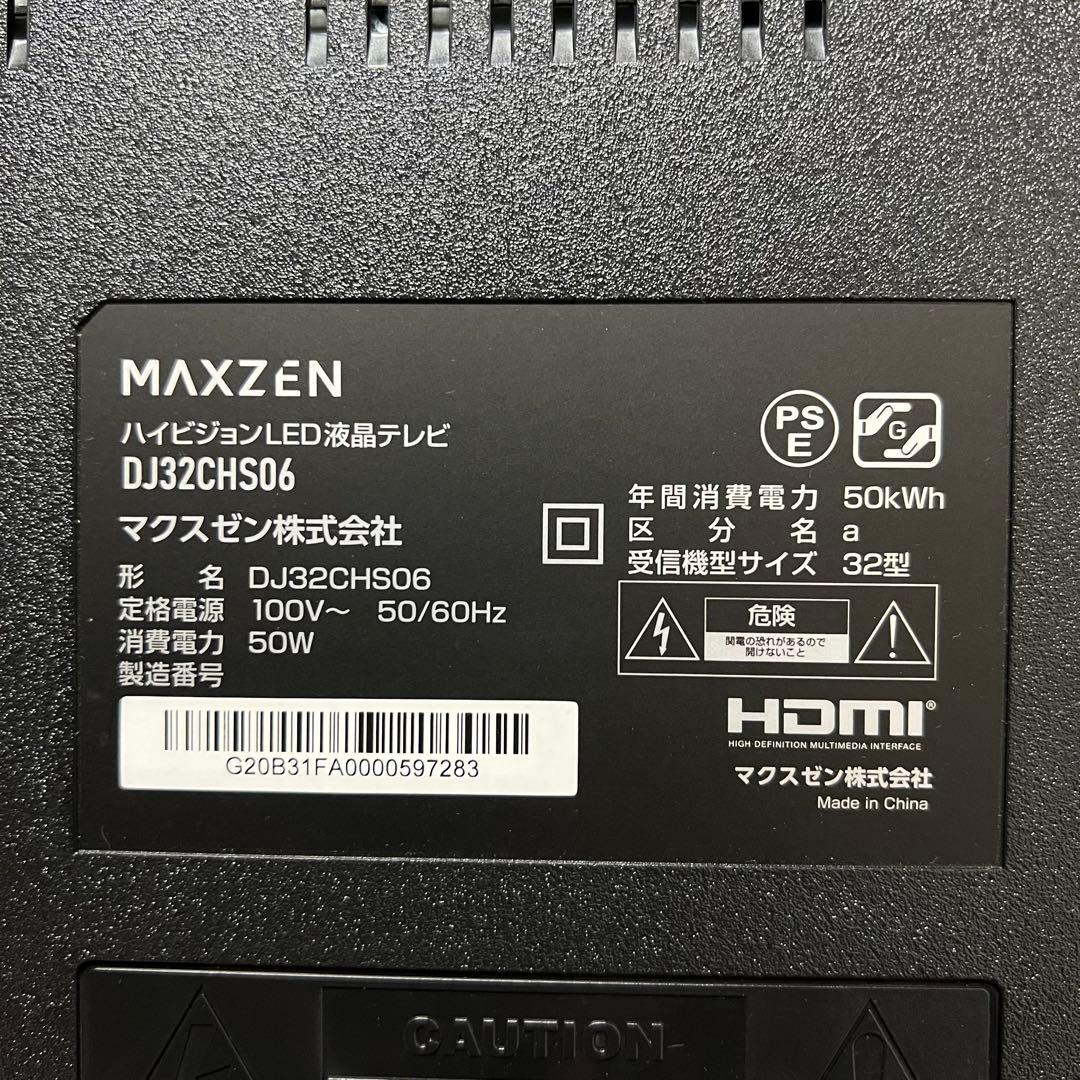 MAXZEN
ハイビジョンLED液晶テレビ
DJ32CHS06
マクスゼン株式会社
形名 DJ32CHS06
定格電源 100V～ 50/60Hz
消費電力 50W
製造番号
G20B31FA0000597283
PS
E
G
年間消費電力 50kWh
区分名 a
受信機型サイズ 32型
危険
関電の恐れがあるので
開けないこと
HDMI®
HIGH-DEFINITION MULTIMEDIA INTERFACE
マクスゼン株式会社
Made in China
CAUTION